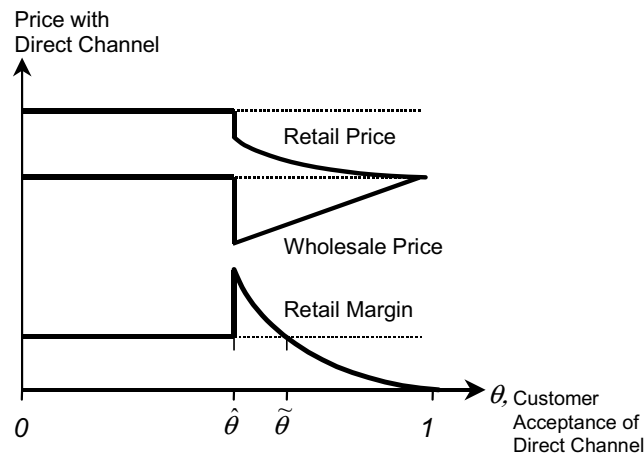 Price with
Direct Channel
Retail Price
Wholesale Price
Retail Margin
θ, Customer
Acceptance of
Direct Channel
0
θ̂
θ̃
1